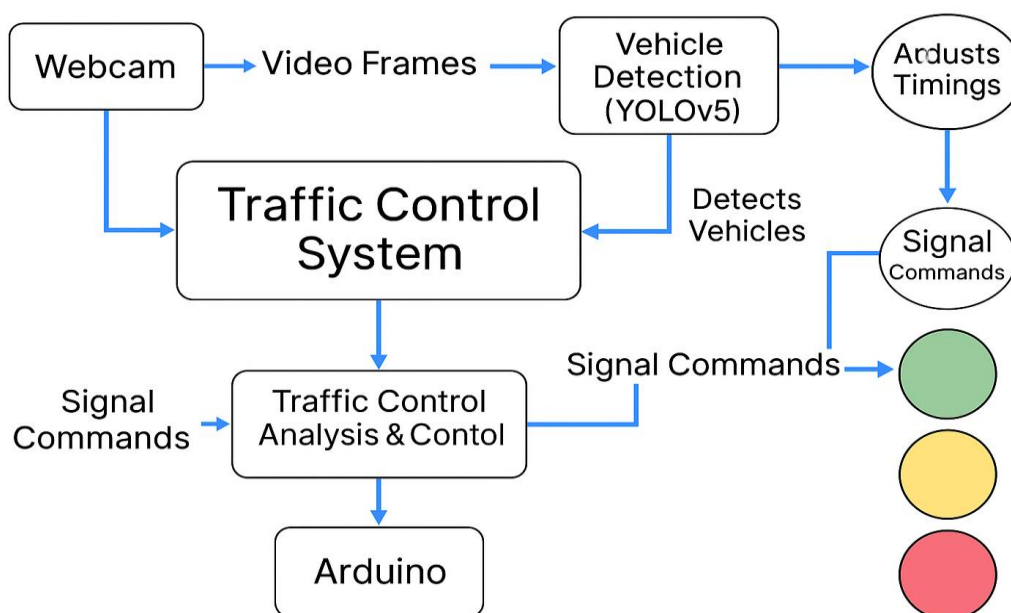 Webcam
Video Frames
Vehicle
Detection
(YOLOv5)
Timings
Traffic Control
System
Detects
Vehicles
Signal
Commands
Signal Commands
Signal
Commands
Traffic Control
Analysis & Contol
Arduino